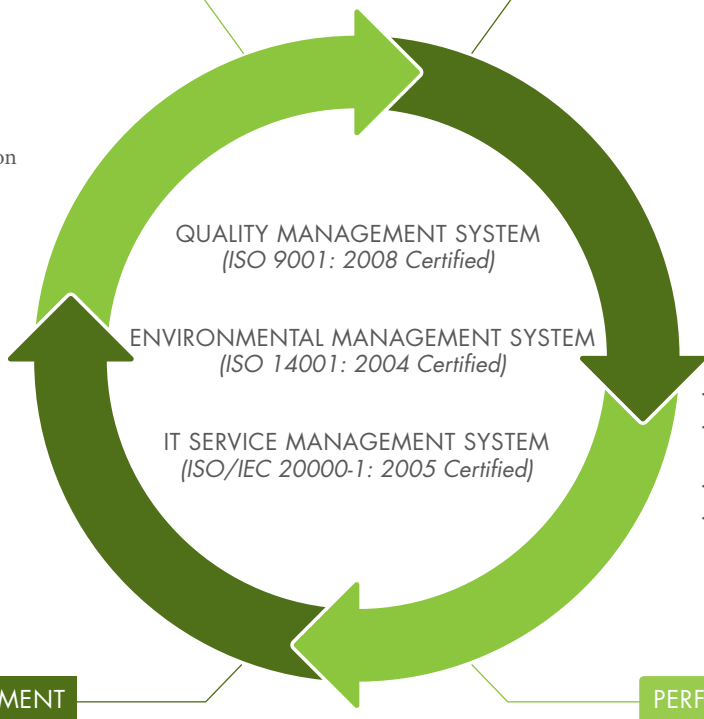 on
QUALITY MANAGEMENT SYSTEM
(ISO 9001: 2008 Certified)
ENVIRONMENTAL MANAGEMENT SYSTEM
(ISO 14001: 2004 Certified)
IT SERVICE MANAGEMENT SYSTEM
(ISO/IEC 20000-1: 2005 Certified)
MENT
PERF